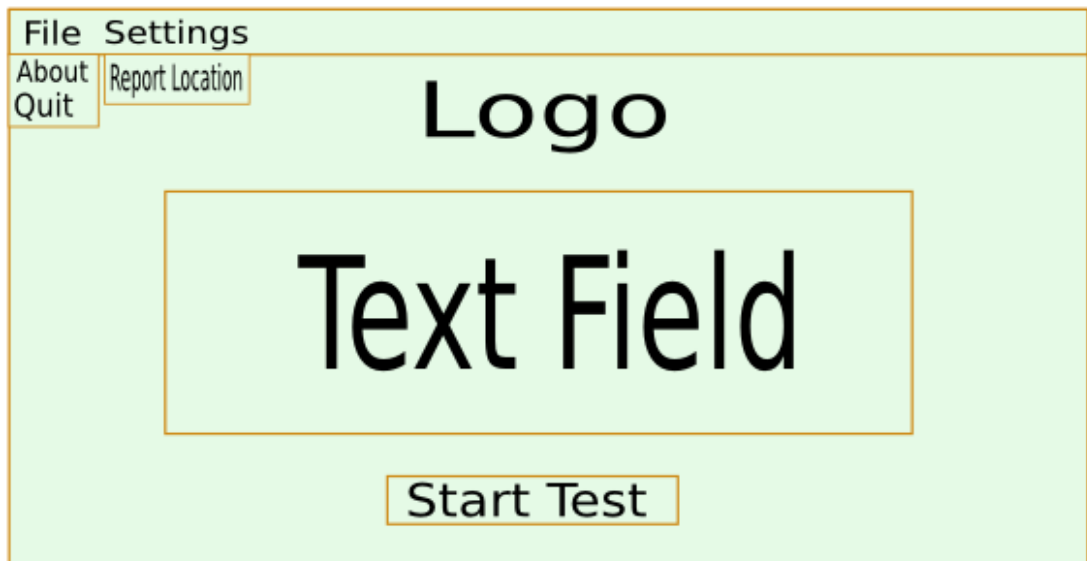 File Settings
About
Quit
Report Location
Logo
Text Field
Start Test